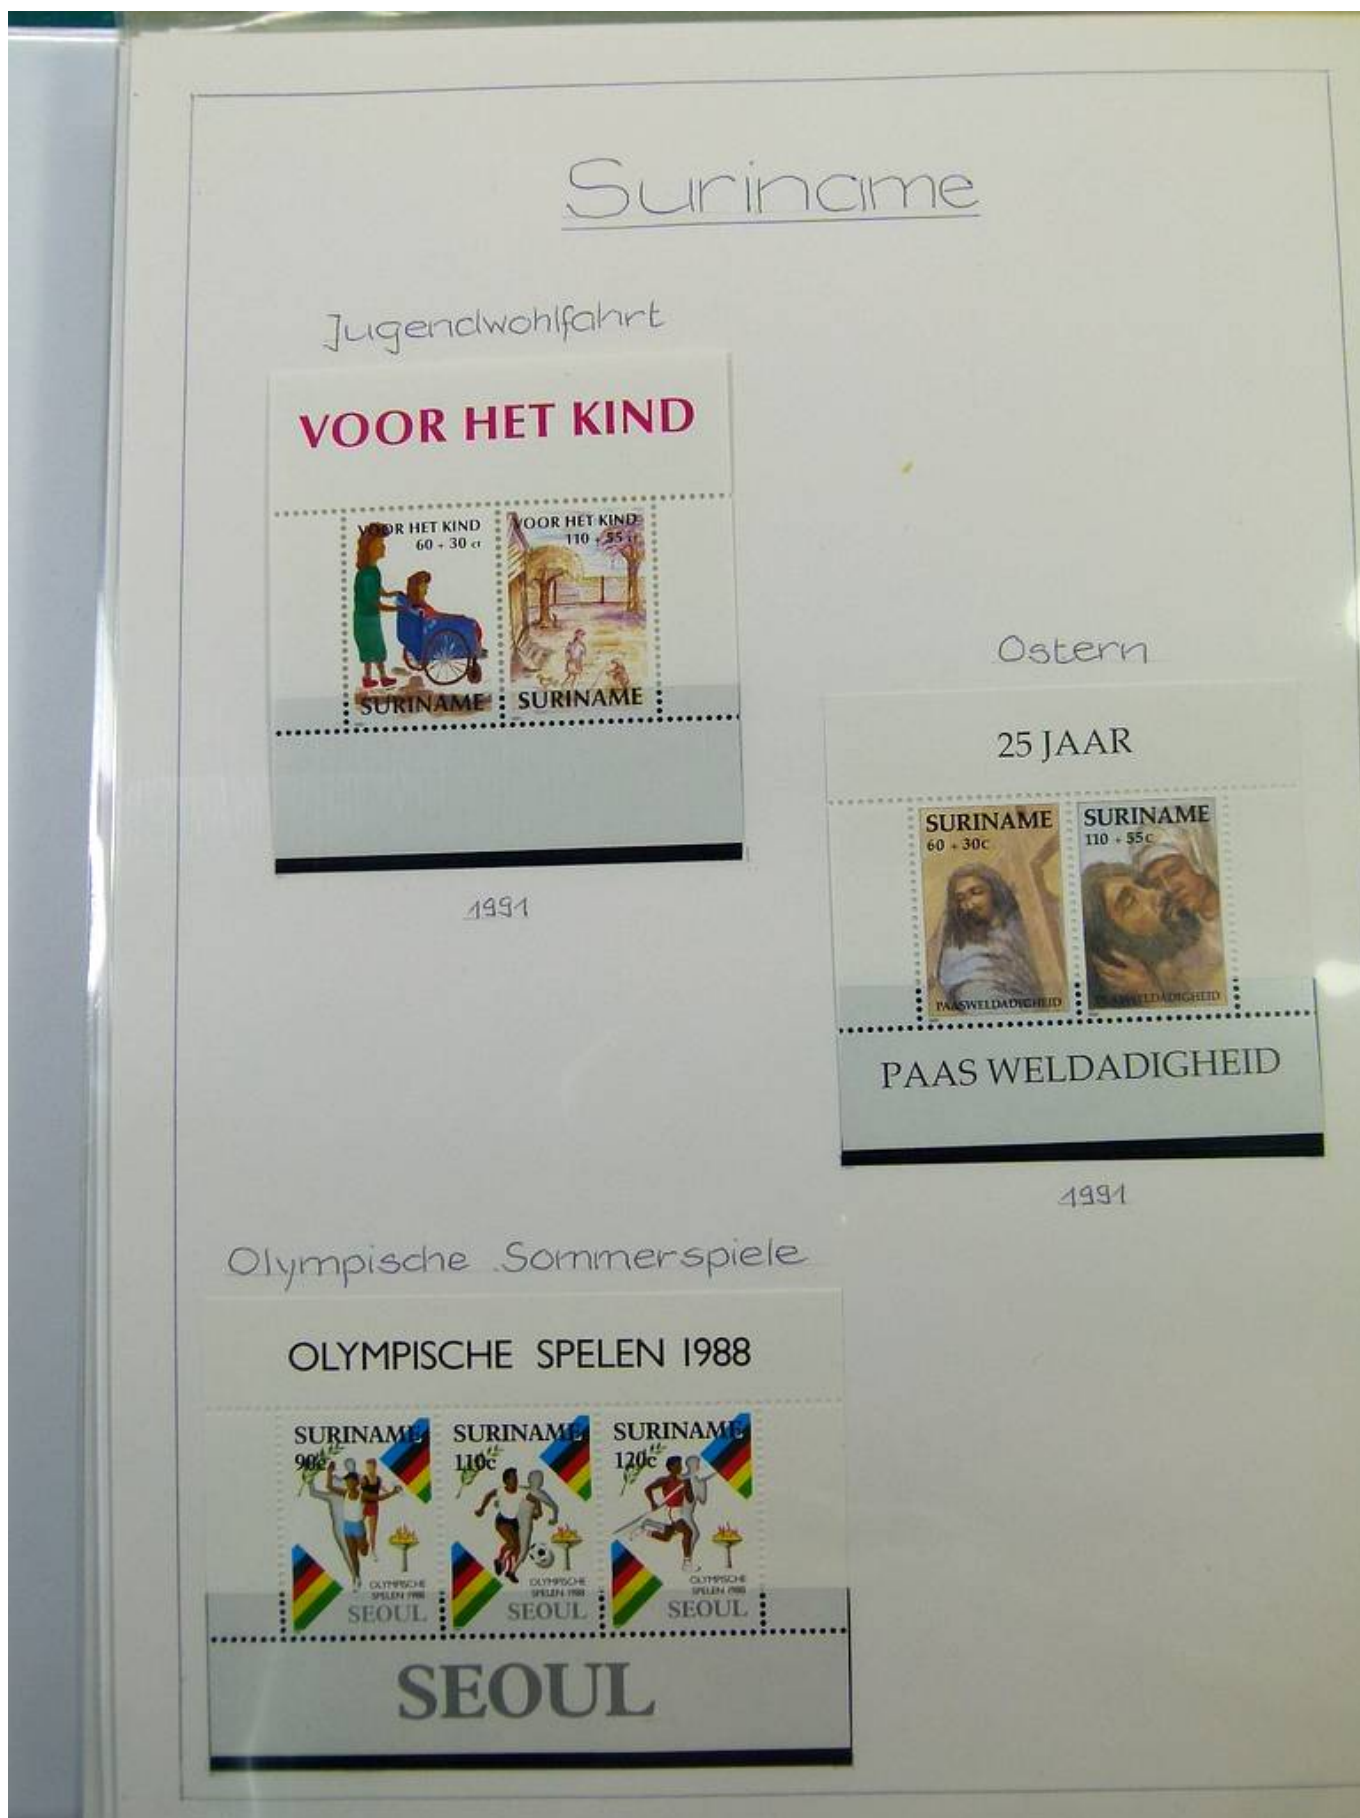 Suriname
Jugendwohlfahrt
VOOR HET KIND
VOOR HET KIND
60 + 30 ct
SURINAME
VOOR HET KIND
110 + 55 ct
SURINAME
1991
Ostern
25 JAAR
SURINAME
60 + 30c
PAASWELDADIGHEID
SURINAME
110 + 55c
PAASWELDADIGHEID
PAAS WELDADIGHEID
1991
Olympische Sommerspiele
OLYMPISCHE SPELEN 1988
SURINAME
90c
OLYMPISCHE
SPELEN 1988
SEOUL
SURINAME
110c
OLYMPISCHE
SPELEN 1988
SEOUL
SURINAME
120c
OLYMPISCHE
SPELEN 1988
SEOUL
SEOUL